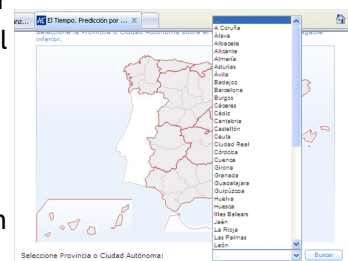 l
nz...
El Tiempo. Predicción por ... X
Seleccione la Provincia o Ciudad Autónoma sobre el
gable
inferior.
...
A Coruña
Álava
Albacete
Alicante
Almería
Asturias
Ávila
Badajoz
Barcelona
Burgos
Cáceres
Cádiz
Cantabria
Castellón
Ceuta
Ciudad Real
Córdoba
Cuenca
Girona
Granada
Guadalajara
Guipúzcoa
Huelva
Huesca
Illes Balears
Jaén
La Rioja
Las Palmas
León
n
Seleccione Provincia o Ciudad Autónoma:
...
Buscar